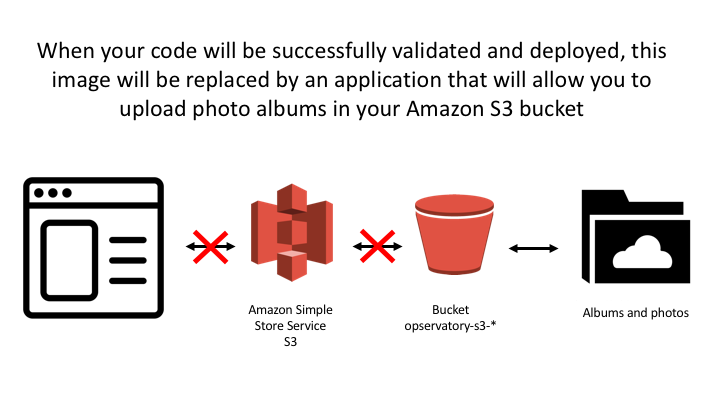 When your code will be successfully validated and deployed, this
image will be replaced by an application that will allow you to
upload photo albums in your Amazon S3 bucket
Amazon Simple
Store Service
S3
Bucket
opservatory-s3-*
Albums and photos